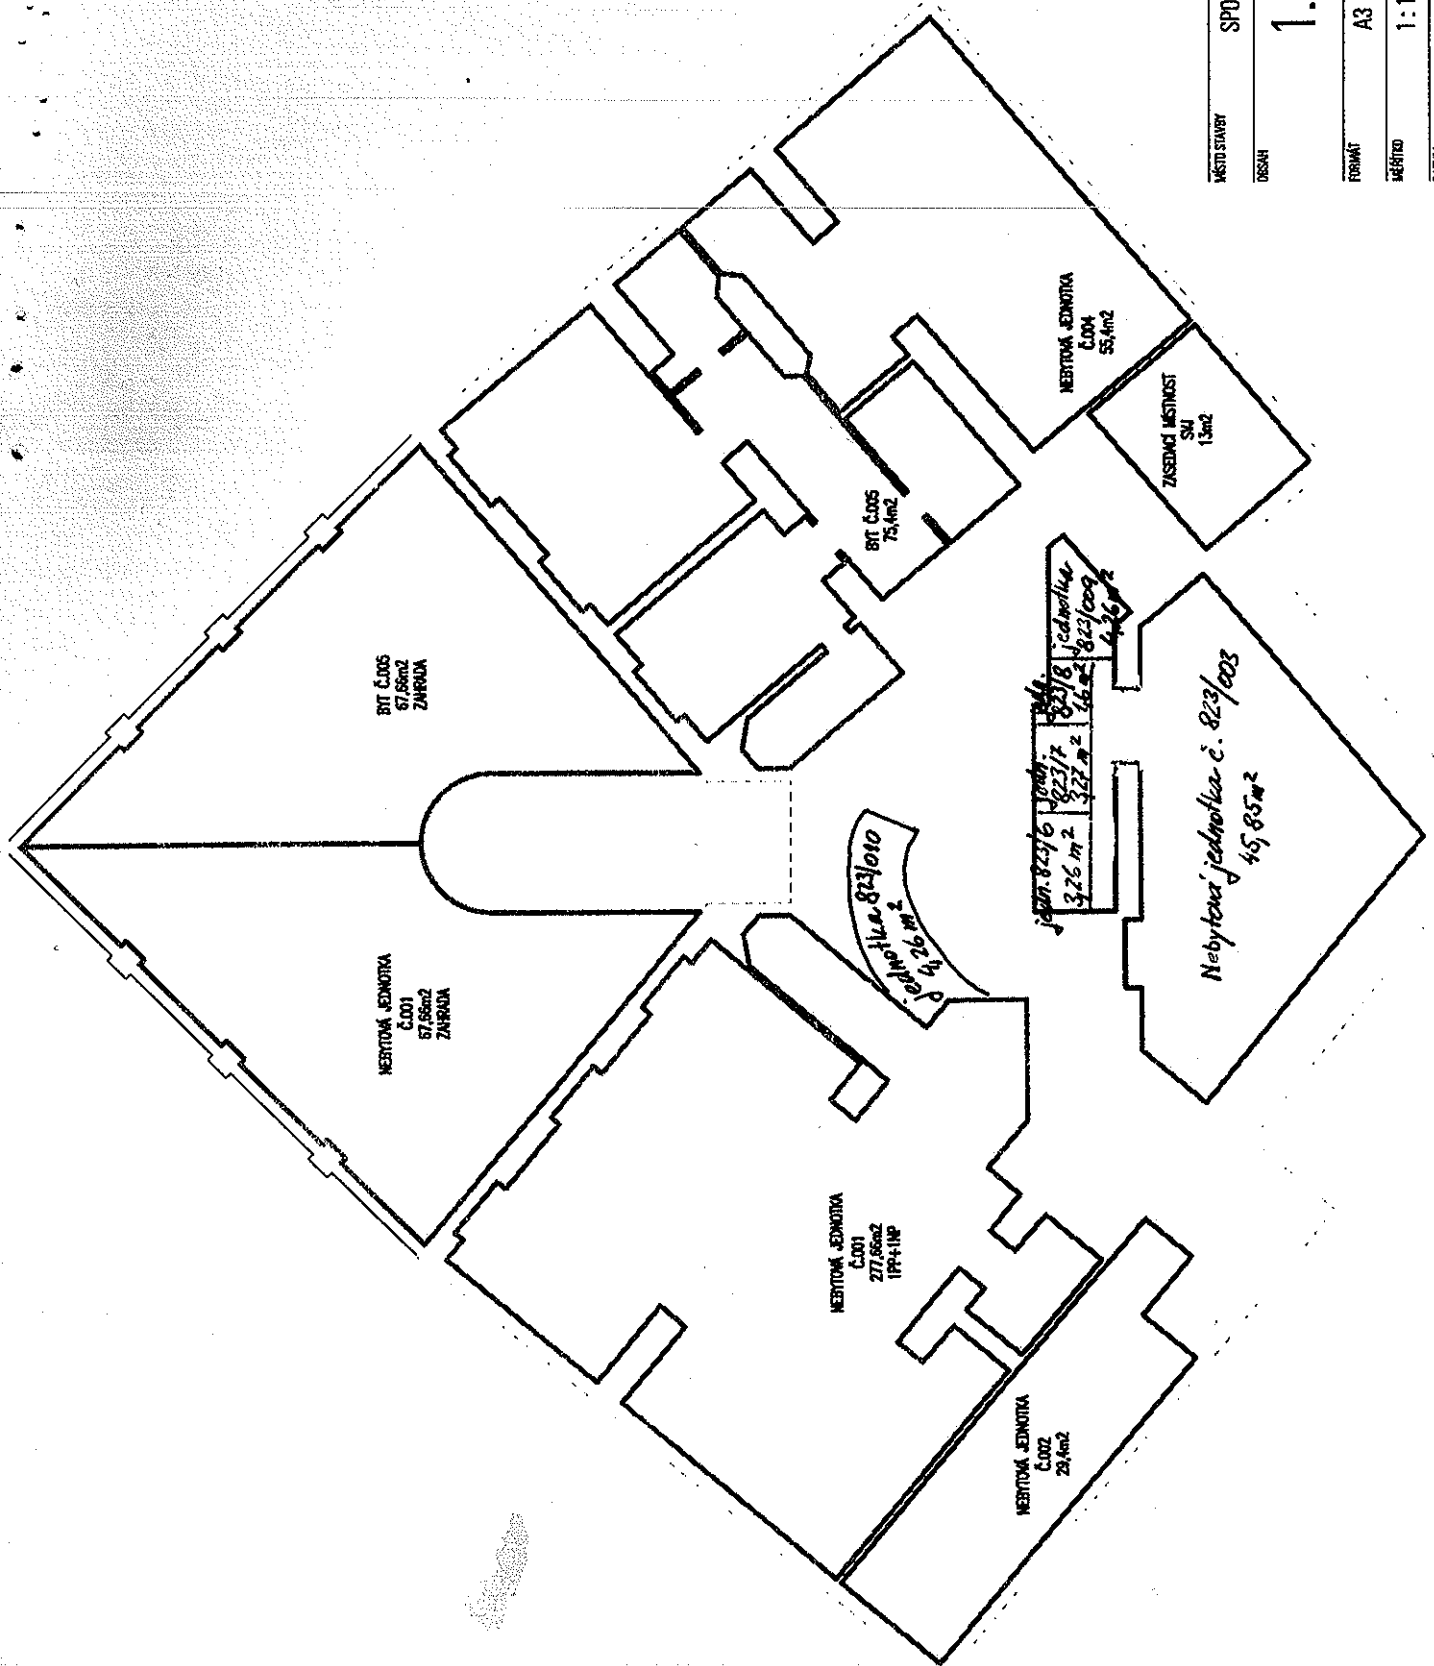 MÍSTO STAVBY
SPO
OBSAH
1.
FORMÁT
A3
MĚŘÍTKO
1:1
NEBYTOVÁ JEDNOTKA
Č.001
67,66m2
ZAHRADA
BYT Č.005
67,66m2
ZAHRADA
NEBYTOVÁ JEDNOTKA
Č.001
277,66m2
1PP+1NP
jednotka 823/010
4,26 m²
BYT Č.005
75,4m2
NEBYTOVÁ JEDNOTKA
Č.002
29,4m2
jedn. 823/6
3,26 m²
jedn.
823/7
3,27 m²
823/8
jednotka
823/009
4,26 m²
NEBYTOVÁ JEDNOTKA
Č.004
55,4m2
ZASEDACÍ MÍSTNOST
SVJ
13m2
Nebytová jednotka č. 823/003
45,85 m²